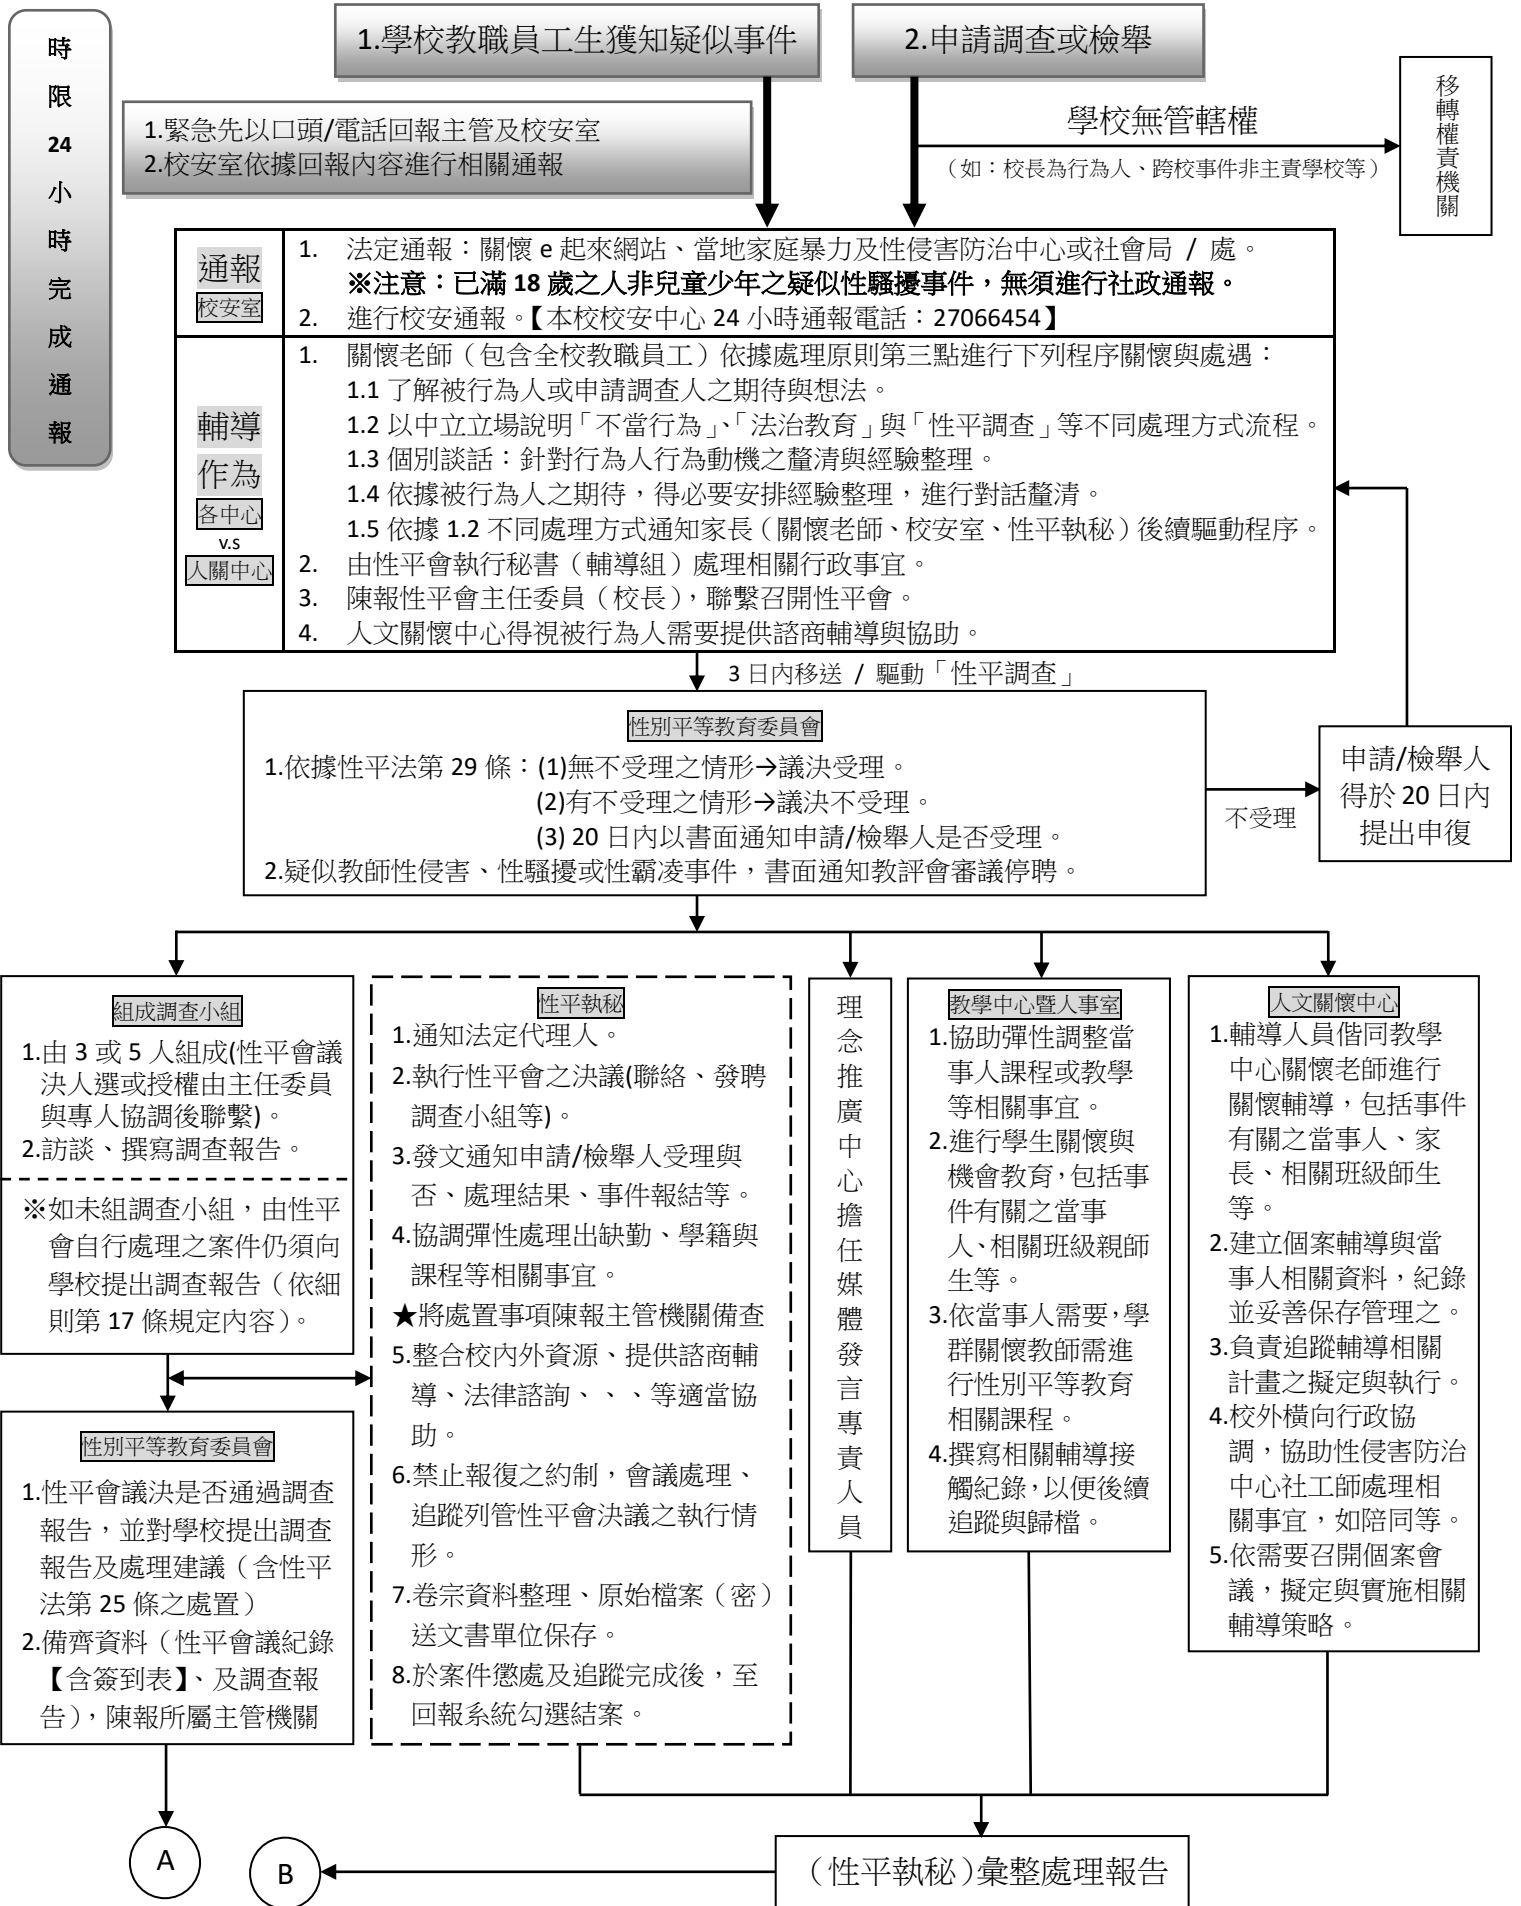 時
限
24
小
時
完
成
通
報
1.學校教職員工生獲知疑似事件
2.申請調查或檢舉
1.緊急先以口頭/電話回報主管及校安室
2.校安室依據回報內容進行相關通報
學校無管轄權
（如：校長為行為人、跨校事件非主責學校等）
移轉權責機關
通報
校安室
1. 法定通報：關懷 e 起來網站、當地家庭暴力及性侵害防治中心或社會局 / 處。
※注意：已滿 18 歲之人非兒童少年之疑似性騷擾事件，無須進行社政通報。
2. 進行校安通報。【本校校安中心 24 小時通報電話：27066454】
輔導
作為
各中心
v.s
人關中心
1. 關懷老師（包含全校教職員工）依據處理原則第三點進行下列程序關懷與處遇：
1.1 了解被行為人或申請調查人之期待與想法。
1.2 以中立立場說明「不當行為」、「法治教育」與「性平調查」等不同處理方式流程。
1.3 個別談話：針對行為人行為動機之釐清與經驗整理。
1.4 依據被行為人之期待，得必要安排經驗整理，進行對話釐清。
1.5 依據 1.2 不同處理方式通知家長（關懷老師、校安室、性平執秘）後續驅動程序。
2. 由性平會執行秘書（輔導組）處理相關行政事宜。
3. 陳報性平會主任委員（校長），聯繫召開性平會。
4. 人文關懷中心得視被行為人需要提供諮商輔導與協助。
3 日內移送 / 驅動「性平調查」
性別平等教育委員會
1.依據性平法第 29 條：(1)無不受理之情形→議決受理。
(2)有不受理之情形→議決不受理。
(3) 20 日內以書面通知申請/檢舉人是否受理。
2.疑似教師性侵害、性騷擾或性霸凌事件，書面通知教評會審議停聘。
不受理
申請/檢舉人
得於 20 日內
提出申復
組成調查小組
1.由 3 或 5 人組成(性平會議
決人選或授權由主任委員
與專人協調後聯繫)。
2.訪談、撰寫調查報告。
※如未組調查小組，由性平
會自行處理之案件仍須向
學校提出調查報告（依細
則第 17 條規定內容）。
性別平等教育委員會
1.性平會議決是否通過調查
報告，並對學校提出調查
報告及處理建議（含性平
法第 25 條之處置）
2.備齊資料（性平會議紀錄
【含簽到表】、及調查報
告），陳報所屬主管機關
性平執秘
1.通知法定代理人。
2.執行性平會之決議(聯絡、發聘
調查小組等)。
3.發文通知申請/檢舉人受理與
否、處理結果、事件報結等。
4.協調彈性處理出缺勤、學籍與
課程等相關事宜。
★將處置事項陳報主管機關備查
5.整合校內外資源、提供諮商輔
導、法律諮詢、、、等適當協
助。
6.禁止報復之約制，會議處理、
追蹤列管性平會決議之執行情
形。
7.卷宗資料整理、原始檔案（密）
送文書單位保存。
8.於案件懲處及追蹤完成後，至
回報系統勾選結案。
理念推廣中心擔任媒體發言專責人員
教學中心暨人事室
1.協助彈性調整當
事人課程或教學
等相關事宜。
2.進行學生關懷與
機會教育，包括事
件有關之當事
人、相關班級親師
生等。
3.依當事人需要，學
群關懷教師需進
行性別平等教育
相關課程。
4.撰寫相關輔導接
觸紀錄，以便後續
追蹤與歸檔。
人文關懷中心
1.輔導人員偕同教學
中心關懷老師進行
關懷輔導，包括事件
有關之當事人、家
長、相關班級師生
等。
2.建立個案輔導與當
事人相關資料，紀錄
並妥善保存管理之。
3.負責追蹤輔導相關
計畫之擬定與執行。
4.校外橫向行政協
調，協助性侵害防治
中心社工師處理相
關事宜，如陪同等。
5.依需要召開個案會
議，擬定與實施相關
輔導策略。
A
B
（性平執秘）彙整處理報告